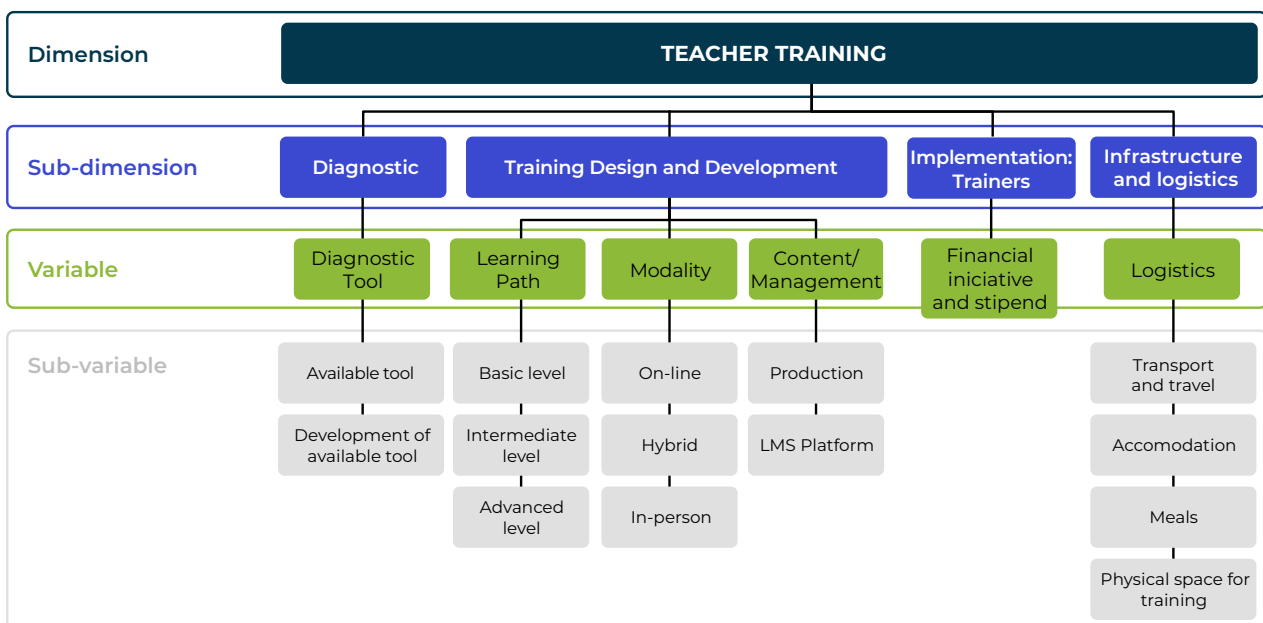 Dimension
TEACHER TRAINING
Sub-dimension
Diagnostic
Training Design and Development
Implementation:
Trainers
Infrastructure
and logistics
Variable
Diagnostic
Tool
Learning
Path
Modality
Content/
Management
Financial
iniciative
and stipend
Logistics
Sub-variable
Available tool
Basic level
On-line
Production
Transport
and travel
Development of
available tool
Intermediate
level
Hybrid
LMS Platform
Accomodation
Advanced
level
In-person
Meals
Physical space for
training